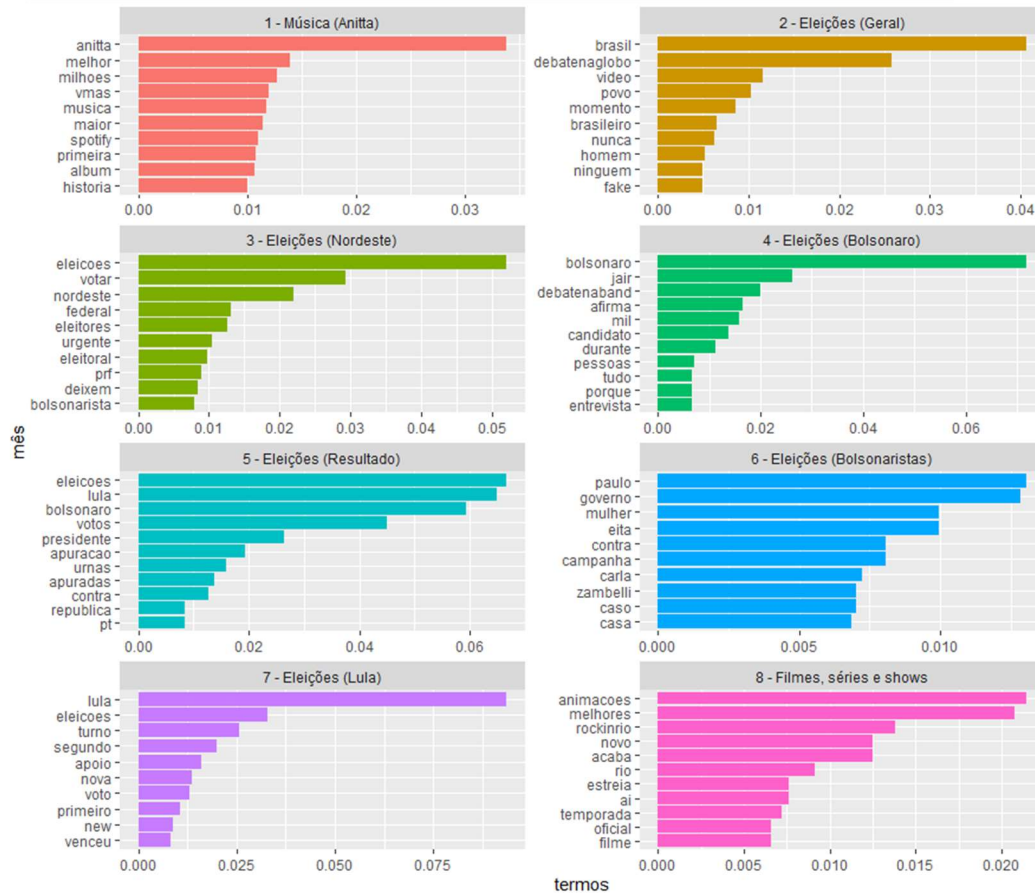 1 - Música (Anitta)
anitta
melhor
milhoes
vmas
musica
maior
spotify
primeira
album
historia
0.00 0.01 0.02 0.03
2 - Eleições (Geral)
brasil
debatenaglobo
video
povo
momento
brasileiro
nunca
homem
ninguem
fake
0.00 0.01 0.02 0.03 0.04
3 - Eleições (Nordeste)
eleicoes
votar
nordeste
federal
eleitores
urgente
eleitoral
prf
deixem
bolsonarista
0.00 0.01 0.02 0.03 0.04 0.05
4 - Eleições (Bolsonaro)
bolsonaro
jair
debatenaband
afirma
mil
candidato
durante
pessoas
tudo
porque
entrevista
0.00 0.02 0.04 0.06
mês
5 - Eleições (Resultado)
eleicoes
lula
bolsonaro
votos
presidente
apuracao
urnas
apuradas
contra
republica
pt
0.00 0.02 0.04 0.06
6 - Eleições (Bolsonaristas)
paulo
governo
mulher
eita
contra
campanha
carla
zambelli
caso
casa
0.000 0.005 0.010
7 - Eleições (Lula)
lula
eleicoes
turno
segundo
apoio
nova
voto
primeiro
new
venceu
0.000 0.025 0.050 0.075
8 - Filmes, séries e shows
animacoes
melhores
rockinrio
novo
acaba
rio
estreia
ai
temporada
oficial
filme
0.000 0.005 0.010 0.015 0.020
termos